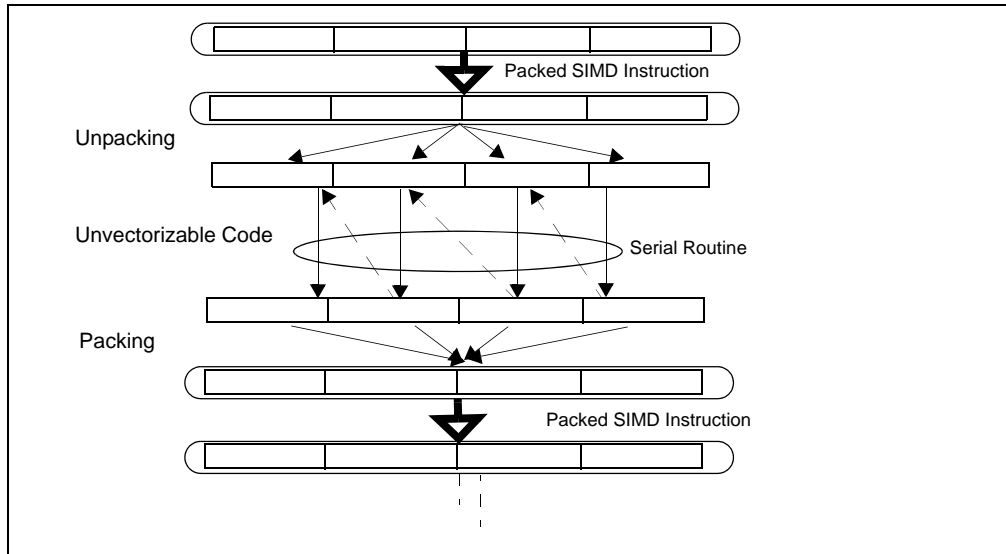 Packed SIMD Instruction
Unpacking
Unvectorizable Code
Serial Routine
Packing
Packed SIMD Instruction